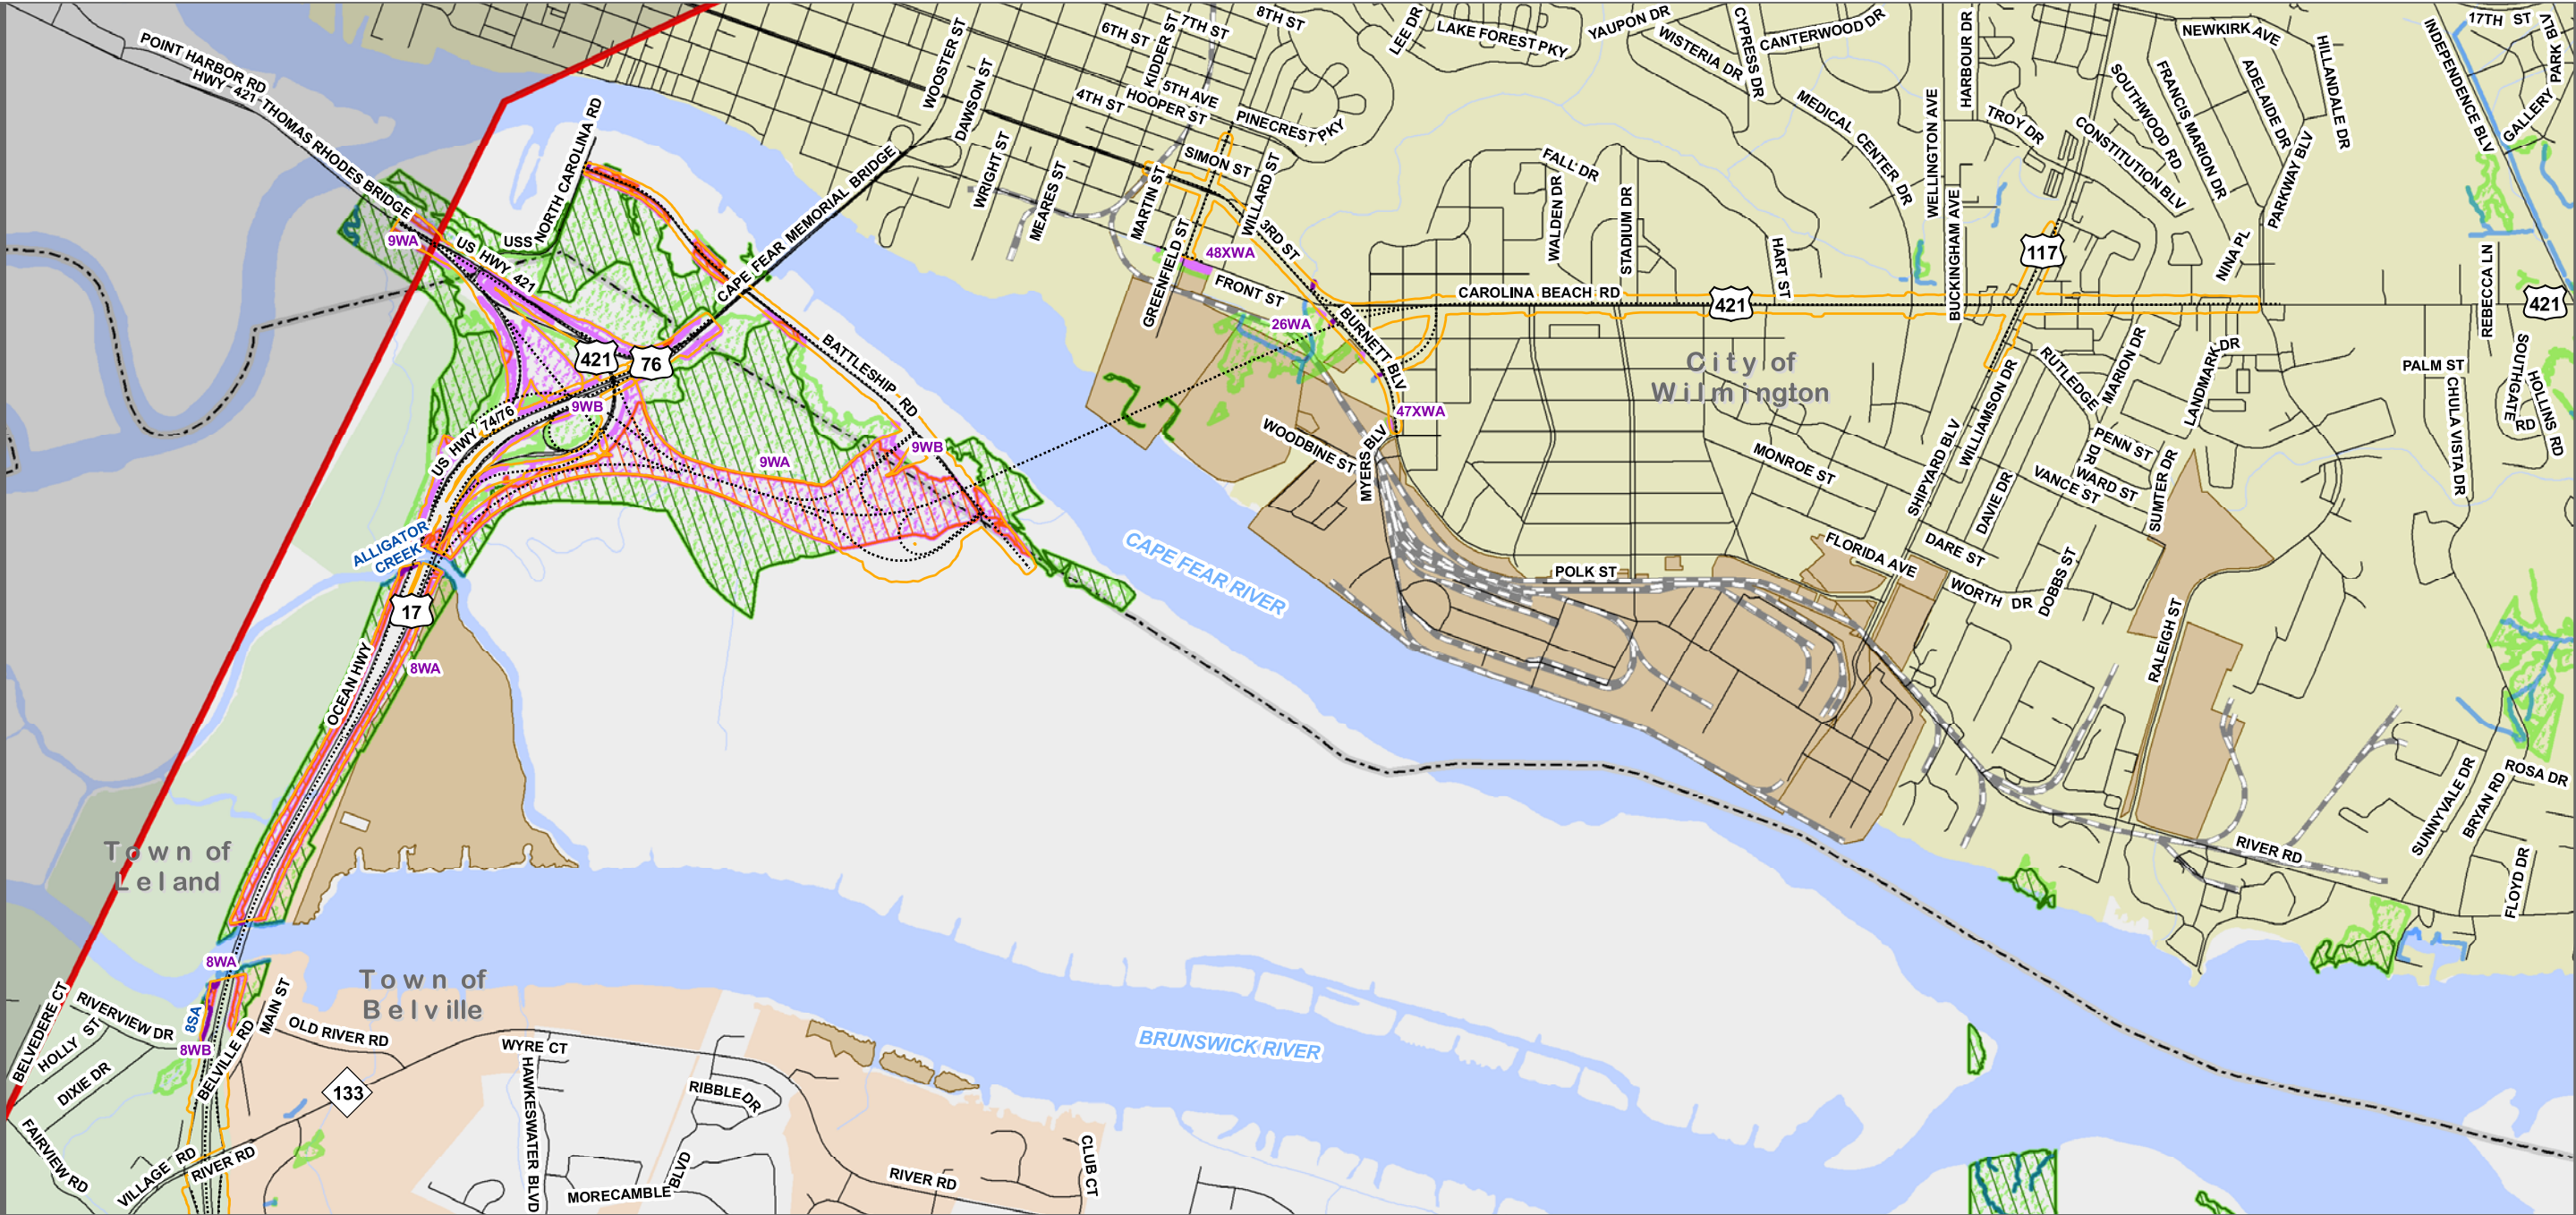 POINT HARBOR RD
HWY 421
THOMAS RHODES BRIDGE
NORTH CAROLINA RD
USS
US HWY 421
9WA
CAPE FEAR MEMORIAL BRIDGE
WOOSTER ST
DAWSON ST
WRIGHT ST
MEARES ST
6TH ST
KIDDER ST
7TH ST
8TH ST
5TH AVE
4TH ST
HOOPER ST
PINECREST PKY
SIMON ST
MARTIN ST
WILLARD ST
GREENFIELD ST
3RD ST
48XWA
FRONT ST
26WA
BURNETT BLV
47XWA
LEE DR
LAKE FOREST PKY
YAUPON DR
WISTERIA DR
CYPRESS DR
CANTERWOOD DR
MEDICAL CENTER DR
FALL DR
WALDEN DR
STADIUM DR
HART ST
CAROLINA BEACH RD
421
WELLINGTON AVE
HARBOUR DR
BUCKINGHAM AVE
TROY DR
117
CONSTITUTION BLV
SOUTHWOOD RD
FRANCIS MARION DR
NEWKIRK AVE
ADELAIDE DR
HILLANDALE DR
PARKWAY BLV
NINA PL
INDEPENDENCE BLV
17TH ST
PARK BLV
GALLERY
REBECCA LN
421
PALM ST
CHULA VISTA DR
SOUTHGATE RD
HOLLINS RD
City of
Wilmington
RUTLEDGE DR
MARION DR
LANDMARK DR
WILLIAMSON DR
SHIPYARD BLV
PENN ST
WARD ST
VANCE ST
SUMTER DR
DAVIE DR
MONROE ST
FLORIDA AVE
DARE ST
WORTH DR
DOBBS ST
RALEIGH ST
POLK ST
WOODBINE ST
MYERS BLV
421
76
US HWY 74/76
9WB
BATTLESHIP RD
9WA
9WB
ALLIGATOR
CREEK
17
8WA
OCEAN HWY
CAPE FEAR RIVER
Town of
Leland
8WA
Town of
Belville
BELVEDERE CT
RIVERVIEW DR
HOLLY ST
DIXIE DR
8SA
8WB
BELVILLE RD
MAIN ST
OLD RIVER RD
133
FAIRVIEW RD
VILLAGE RD
RIVER RD
WYRE CT
HAWKESWATER BLVD
RIBBLE DR
MORECAMBLE BLVD
RIVER RD
CLUB CT
BRUNSWICK RIVER
RIVER RD
SUNNYVALE DR
BRYAN RD
ROSA DR
FLOYD DR